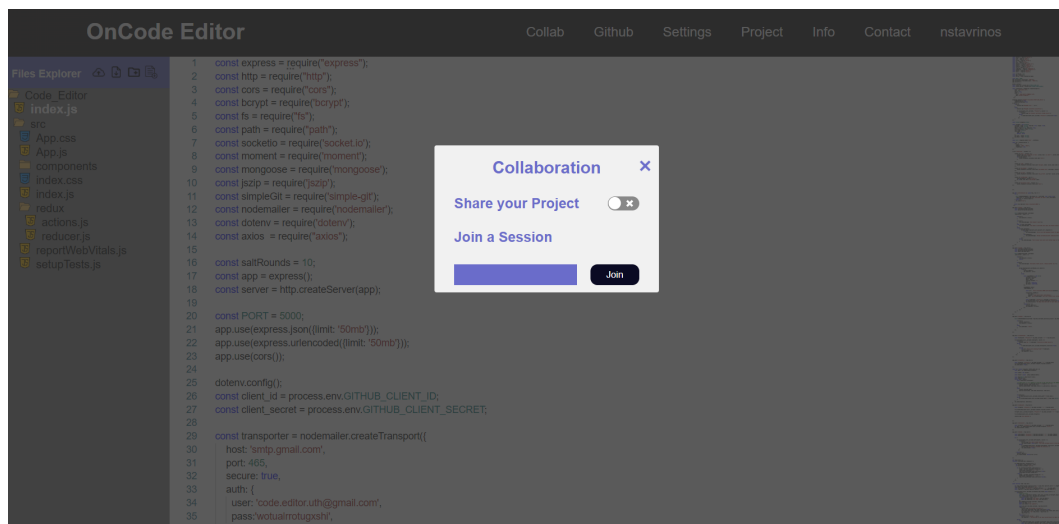 OnCode Editor
Collab Github Settings Project Info Contact nstavrinos
Files Explorer
Code_Editor
index.js
src
App.css
App.js
components
index.css
index.js
redux
actions.js
reducer.js
reportWebVitals.js
setupTests.js
1 const express = require("express");
2 const http = require("http");
3 const cors = require("cors");
4 const bcrypt = require('bcrypt');
5 const fs = require("fs");
6 const path = require("path");
7 const socketio = require('socket.io');
8 const moment = require('moment');
9 const mongoose = require('mongoose');
10 const jszip = require('jszip');
11 const simpleGit = require('simple-git');
12 const nodemailer = require('nodemailer');
13 const dotenv = require('dotenv');
14 const axios = require("axios");
15
16 const saltRounds = 10;
17 const app = express();
18 const server = http.createServer(app);
19
20 const PORT = 5000;
21 app.use(express.json({limit: '50mb'}));
22 app.use(express.urlencoded({limit: '50mb'}));
23 app.use(cors());
24
25 dotenv.config();
26 const client_id = process.env.GITHUB_CLIENT_ID;
27 const client_secret = process.env.GITHUB_CLIENT_SECRET;
28
29 const transporter = nodemailer.createTransport({
30 host: 'smtp.gmail.com',
31 port: 465,
32 secure: true,
33 auth: {
34 user: 'code.editor.uth@gmail.com',
35 pass:
Collaboration
Share your Project
Join a Session
Join